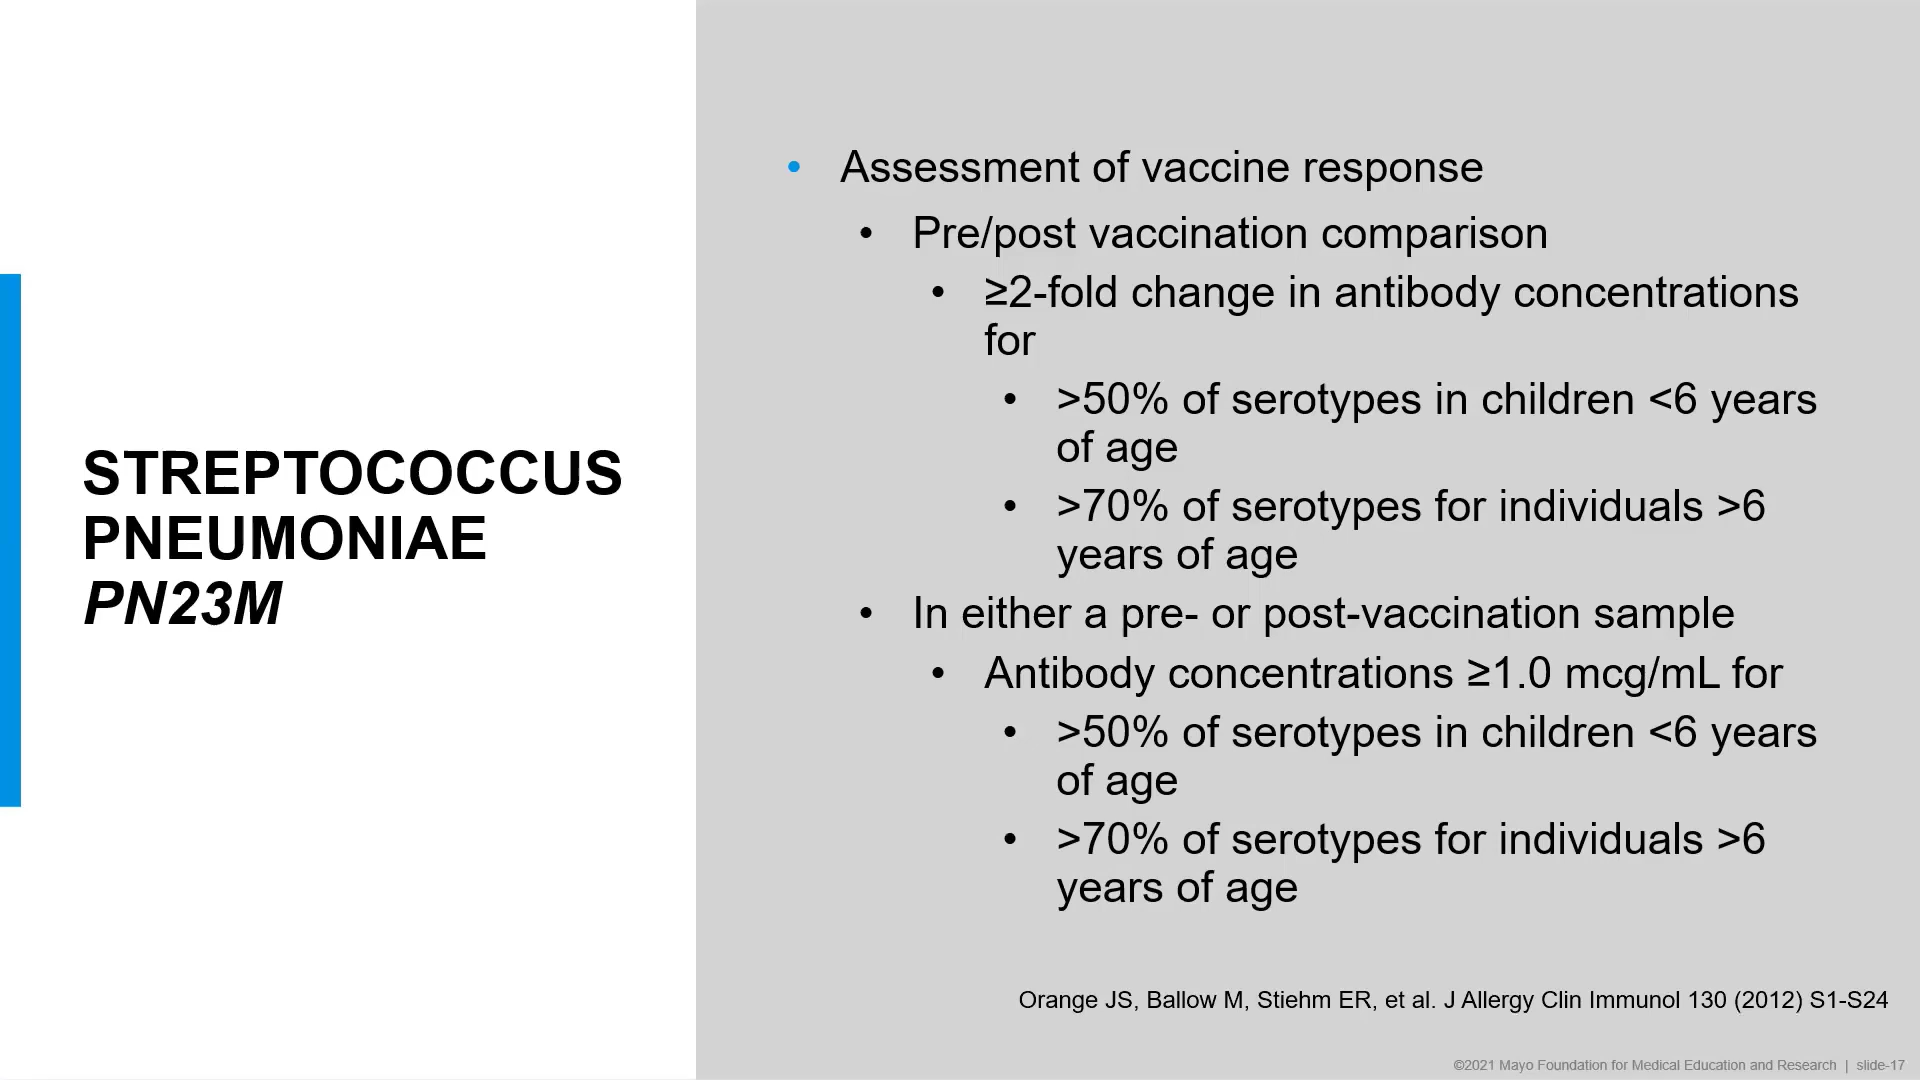 STREPTOCOCCUS
PNEUMONIAE
PN23M
• Assessment of vaccine response
• Pre/post vaccination comparison
• ≥2-fold change in antibody concentrations
for
• >50% of serotypes in children <6 years
of age
• >70% of serotypes for individuals >6
years of age
• In either a pre- or post-vaccination sample
• Antibody concentrations ≥1.0 mcg/mL for
• >50% of serotypes in children <6 years
of age
• >70% of serotypes for individuals >6
years of age
Orange JS, Ballow M, Stiehm ER, et al. J Allergy Clin Immunol 130 (2012) S1-S24
©2021 Mayo Foundation for Medical Education and Research | slide-17